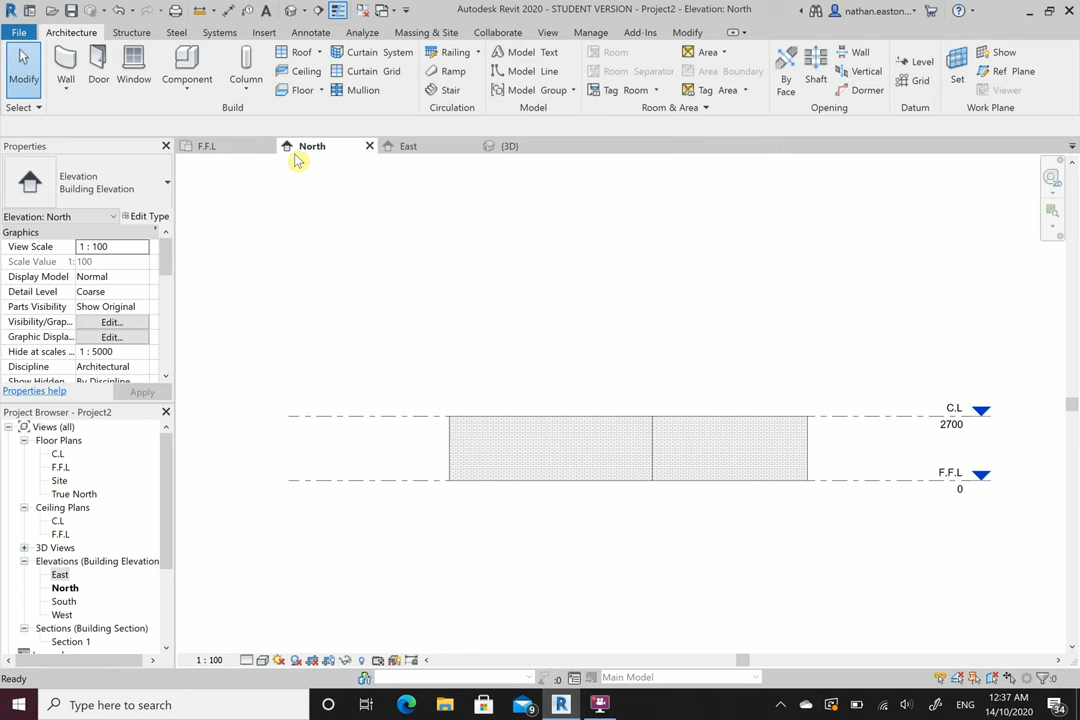 Autodesk Revit 2020 - STUDENT VERSION - Project2 - Elevation: North
nathan.easton...
File Architecture Structure Steel Systems Insert Annotate Analyze Massing & Site Collaborate View Manage Add-Ins Modify
Modify
Wall
Door
Window
Component
Column
Roof
Ceiling
Floor
Curtain System
Curtain Grid
Mullion
Railing
Ramp
Stair
Model Text
Model Line
Model Group
Room
Room Separator
Tag Room
Area
Area Boundary
Tag Area
By Face
Shaft
Wall
Vertical
Dormer
Level
Grid
Set
Show
Ref Plane
Viewer
Select
Build
Circulation
Model
Room & Area
Opening
Datum
Work Plane
Properties
F.F.L
North
East
(3D)
Elevation
Building Elevation
Elevation: North
Edit Type
Graphics
View Scale 1 : 100
Scale Value 1: 100
Display Model Normal
Detail Level Coarse
Parts Visibility Show Original
Visibility/Grap... Edit...
Graphic Displa... Edit...
Hide at scales ... 1 : 5000
Discipline Architectural
Show Hidden By Discipline
Properties help
Apply
Project Browser - Project2
Views (all)
Floor Plans
C.L
F.F.L
Site
True North
Ceiling Plans
C.L
F.F.L
3D Views
Elevations (Building Elevation
East
North
South
West
Sections (Building Section)
Section 1
C.L
2700
F.F.L
0
2D
1 : 100
Ready
:0
Main Model
:0
Type here to search
9
ENG
12:37 AM
14/10/2020
34